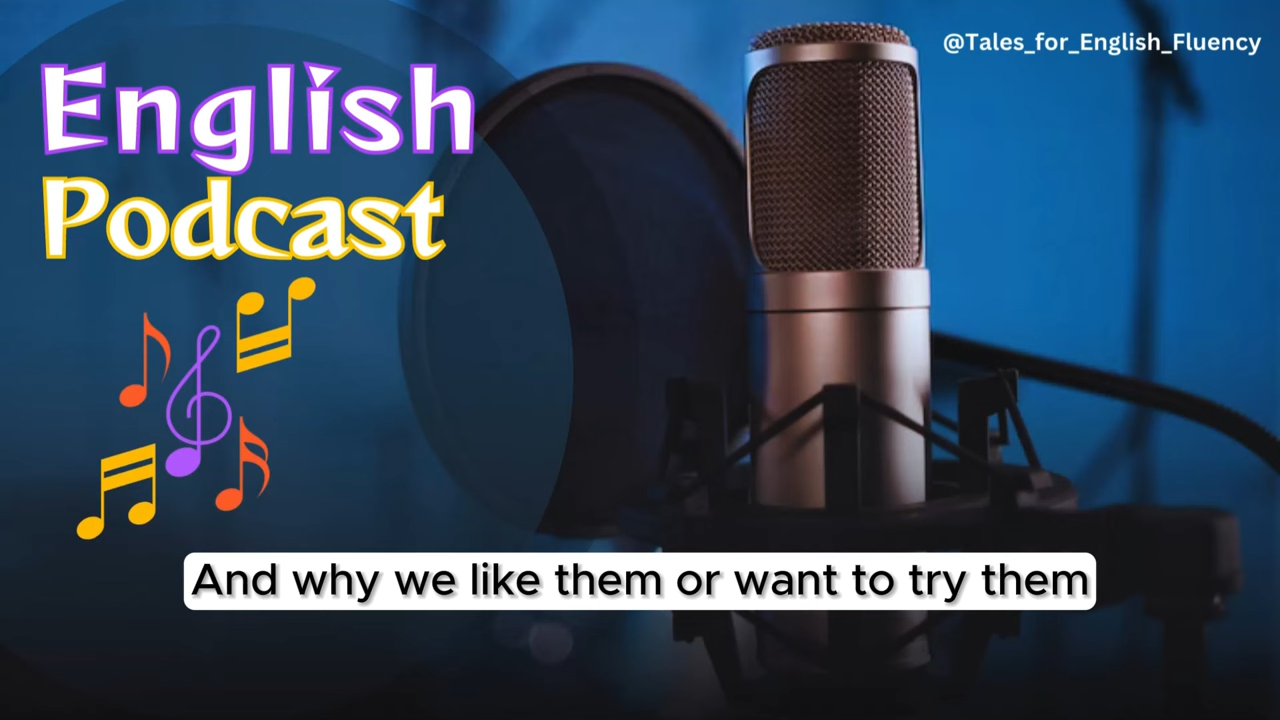 @Tales_for_English_Fluency
English
Podcast
And why we like them or want to try them